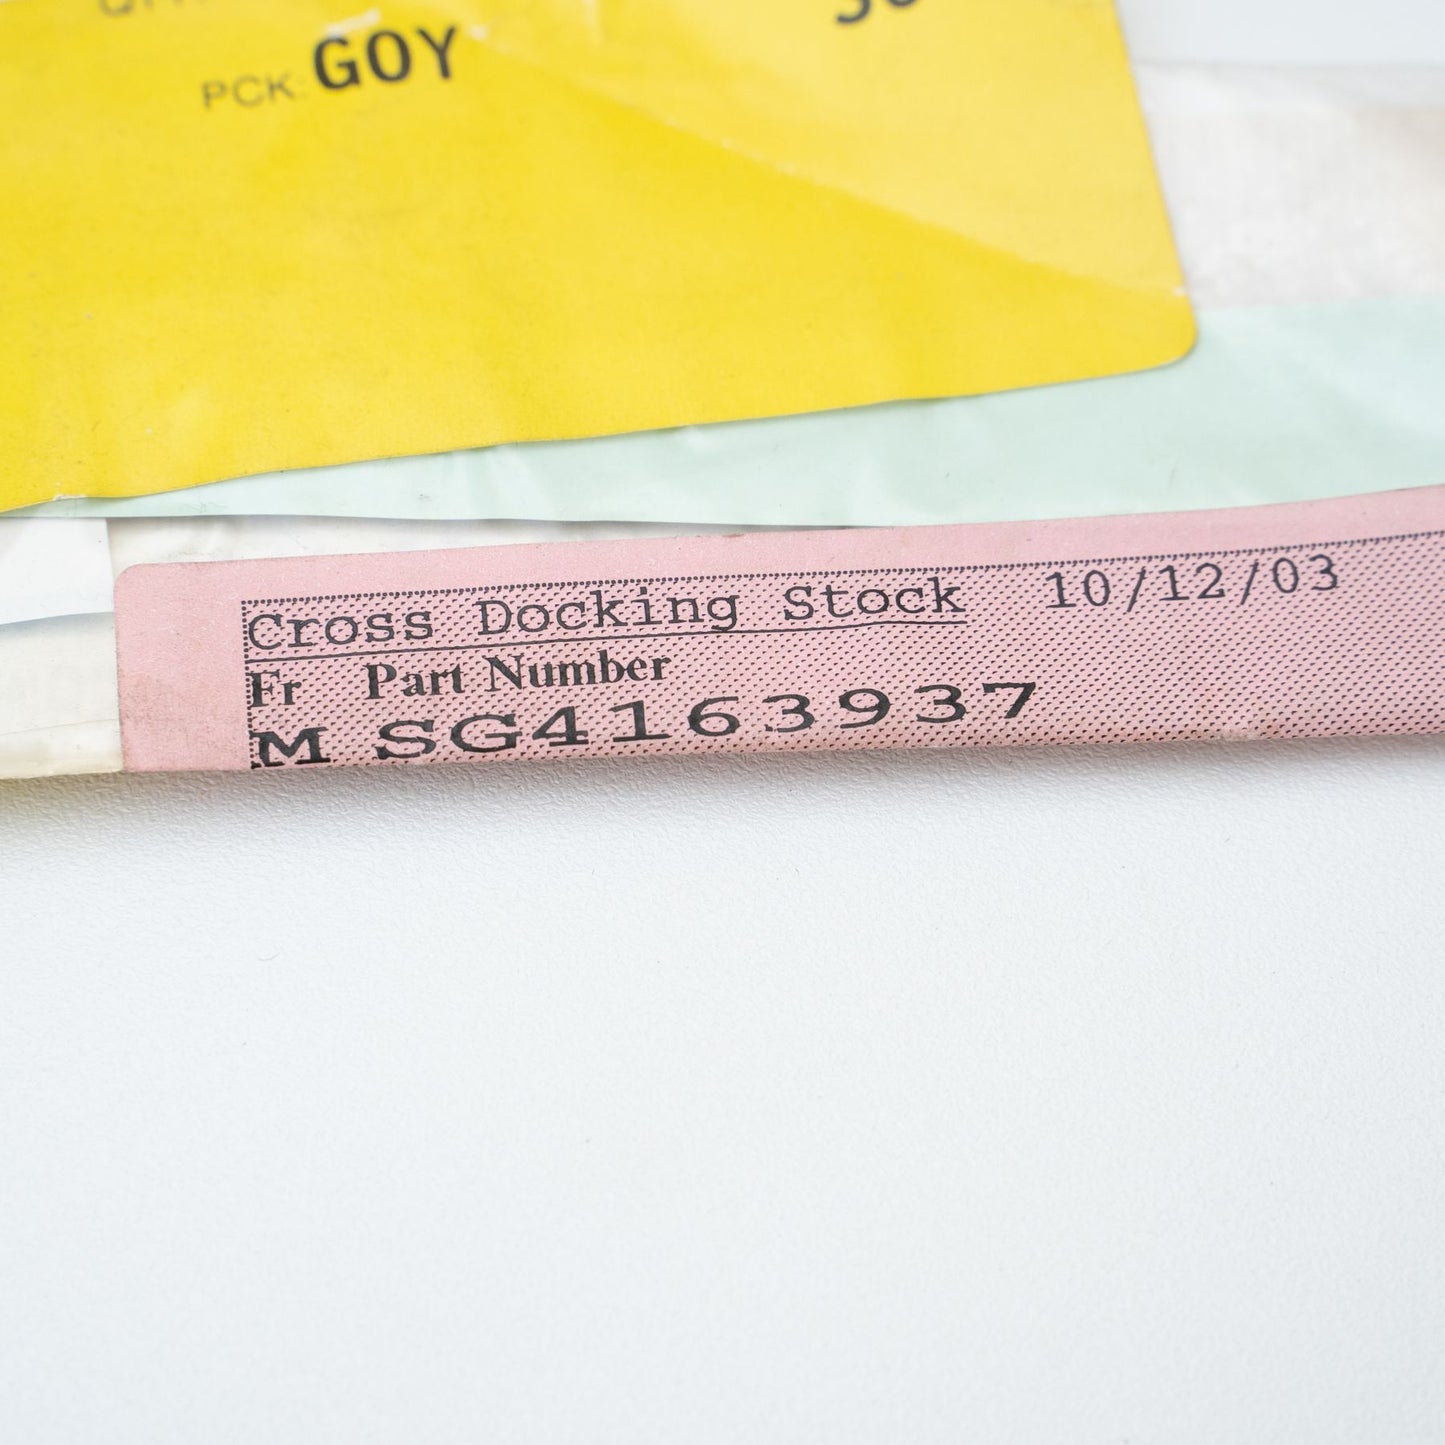 PCK: GOY
Cross Docking Stock 10/12/03
Fr Part Number
M SG4163937